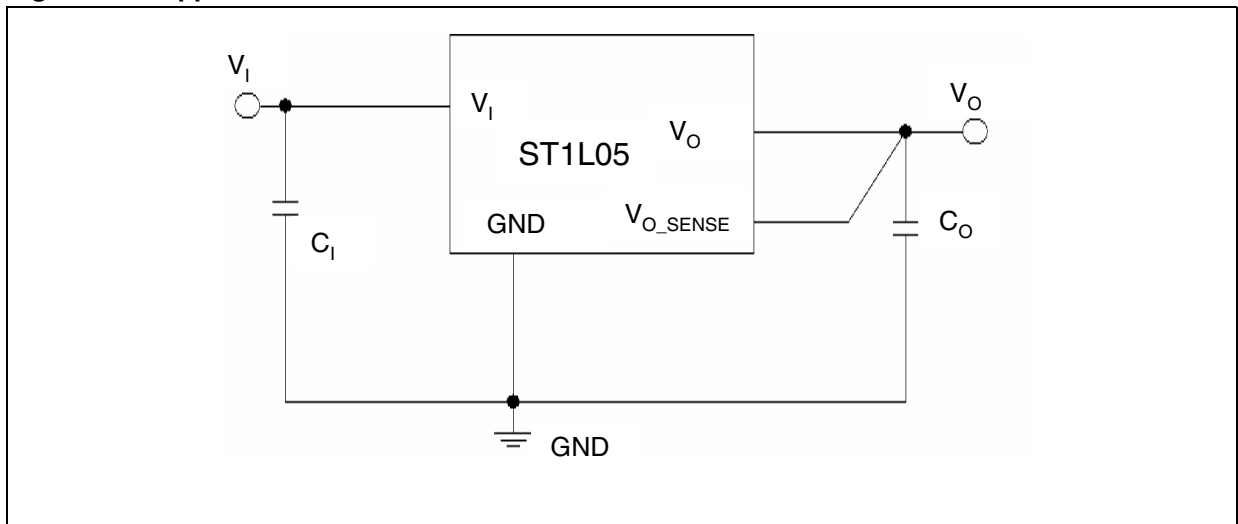 V_I
V_I
V_O
V_O
ST1L05
GND
V_O_SENSE
C_I
C_O
GND